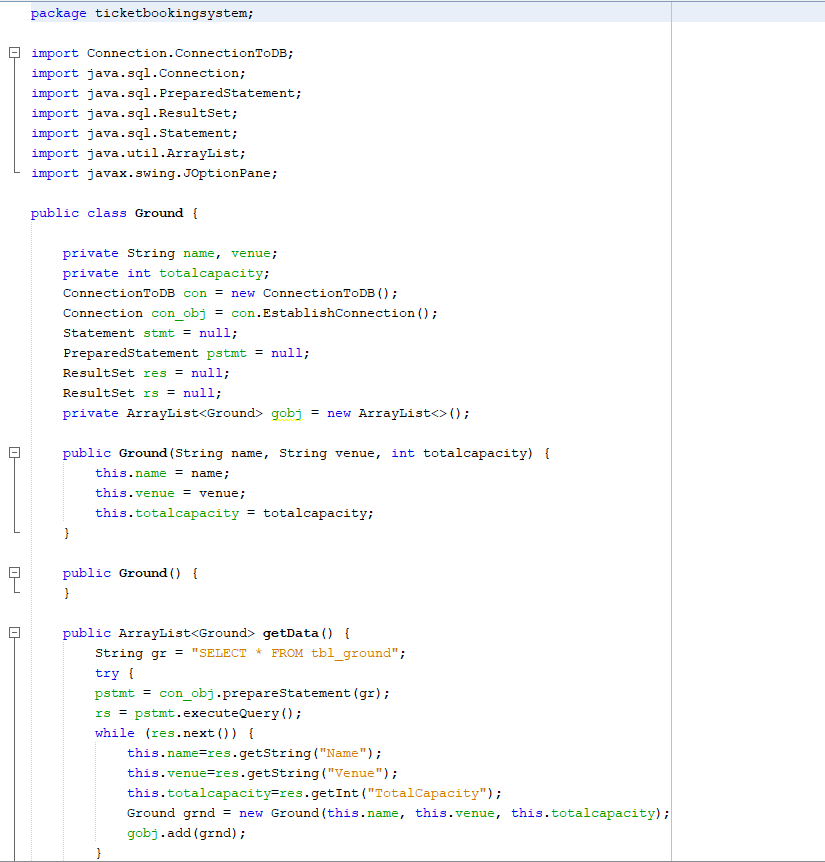 package ticketbookingsystem;
import Connection.ConnectionToDB;
import java.sql.Connection;
import java.sql.PreparedStatement;
import java.sql.ResultSet;
import java.sql.Statement;
import java.util.ArrayList;
import javax.swing.JOptionPane;
public class Ground {
private String name, venue;
private int totalcapacity;
ConnectionToDB con = new ConnectionToDB();
Connection con_obj = con.EstablishConnection();
Statement stmt = null;
PreparedStatement pstmt = null;
ResultSet res = null;
ResultSet rs = null;
private ArrayList<Ground> gobj = new ArrayList<>();
public Ground(String name, String venue, int totalcapacity) {
this.name = name;
this.venue = venue;
this.totalcapacity = totalcapacity;
}
public Ground() {
}
public ArrayList<Ground> getData() {
String gr = "SELECT * FROM tbl_ground";
try {
pstmt = con_obj.prepareStatement(gr);
rs = pstmt.executeQuery();
while (res.next()) {
this.name=res.getString("Name");
this.venue=res.getString("Venue");
this.totalcapacity=res.getInt("TotalCapacity");
Ground grnd = new Ground(this.name, this.venue, this.totalcapacity);
gobj.add(grnd);
}